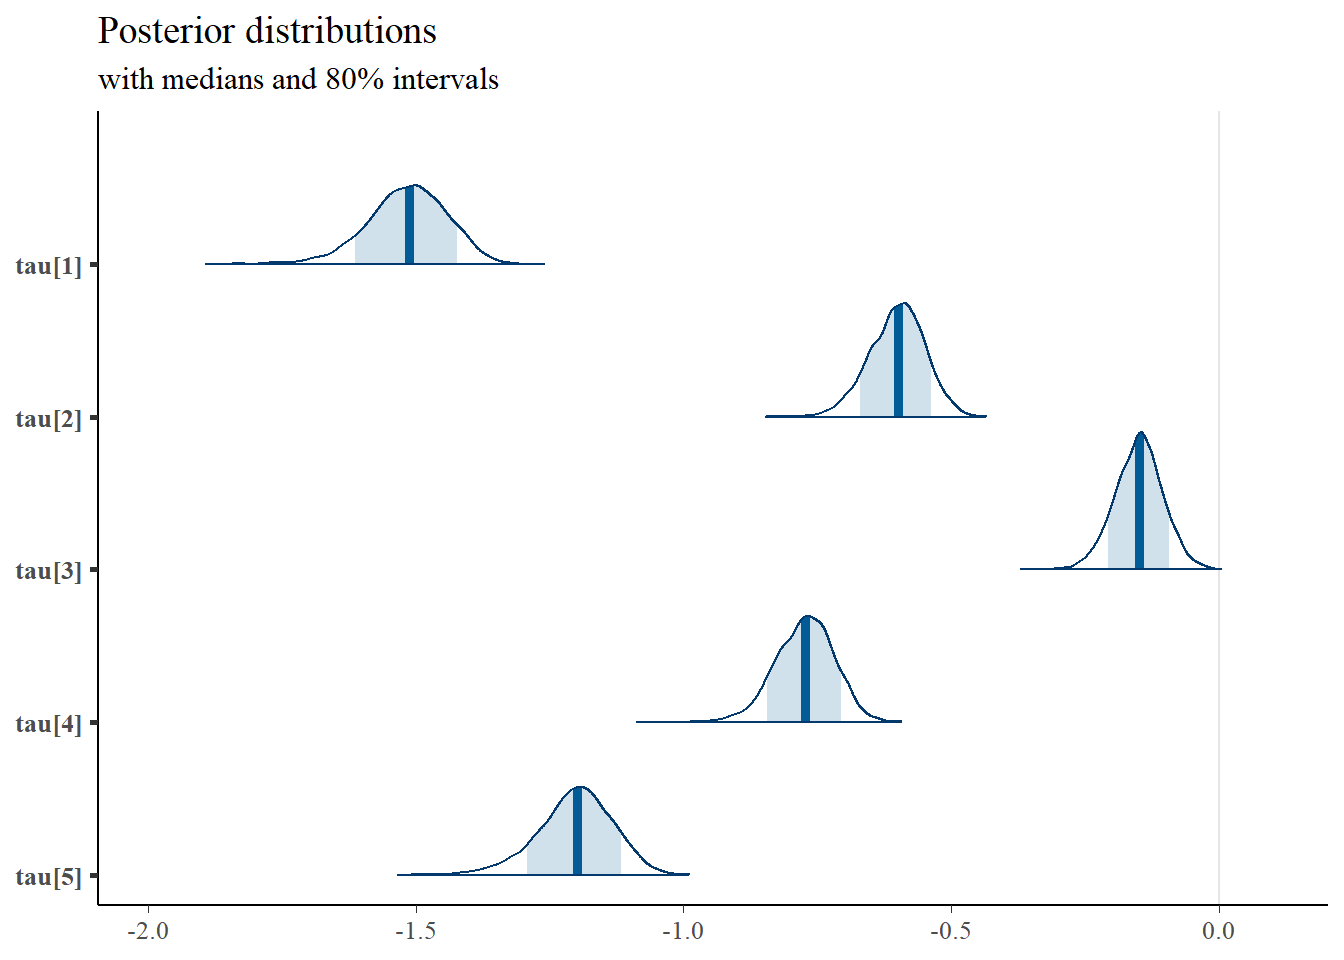 Posterior distributions
with medians and 80% intervals
tau[1]
tau[2]
tau[3]
tau[4]
tau[5]
-2.0 -1.5 -1.0 -0.5 0.0